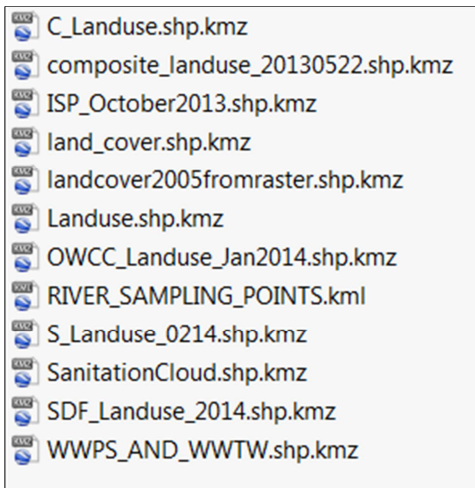 C_Landuse.shp.kmz
composite_landuse_20130522.shp.kmz
ISP_October2013.shp.kmz
land_cover.shp.kmz
landcover2005fromraster.shp.kmz
Landuse.shp.kmz
OWCC_Landuse_Jan2014.shp.kmz
RIVER_SAMPLING_POINTS.kml
S_Landuse_0214.shp.kmz
SanitationCloud.shp.kmz
SDF_Landuse_2014.shp.kmz
WWPS_AND_WWTW.shp.kmz